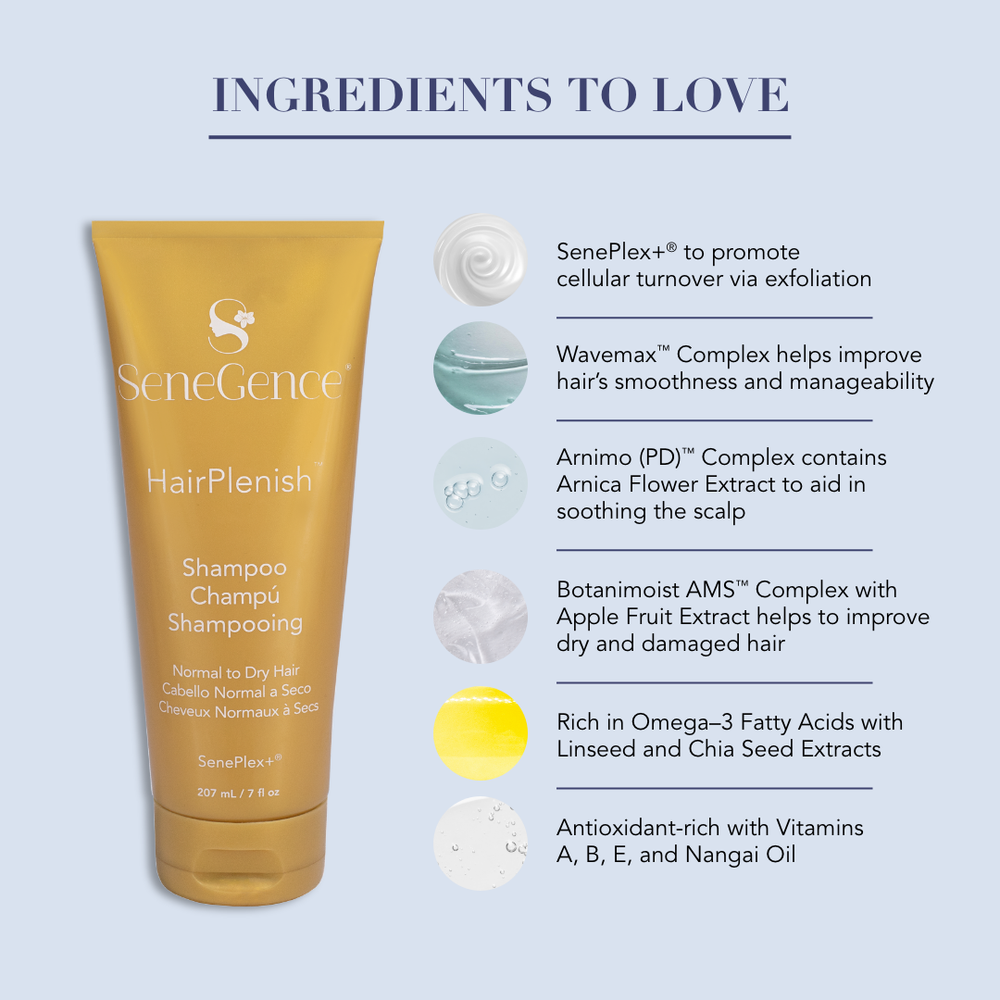 INGREDIENTS TO LOVE
SeneGence®
HairPlenish™
Shampoo
Champú
Shampooing
Normal to Dry Hair
Cabello Normal a Seco
Cheveux Normaux à Secs
SenePlex+®
207 mL / 7 fl oz
SenePlex+® to promote
cellular turnover via exfoliation
Wavemax™ Complex helps improve
hair's smoothness and manageability
Arnimo (PD)™ Complex contains
Arnica Flower Extract to aid in
soothing the scalp
Botanimoist AMS™ Complex with
Apple Fruit Extract helps to improve
dry and damaged hair
Rich in Omega–3 Fatty Acids with
Linseed and Chia Seed Extracts
Antioxidant-rich with Vitamins
A, B, E, and Nangai Oil